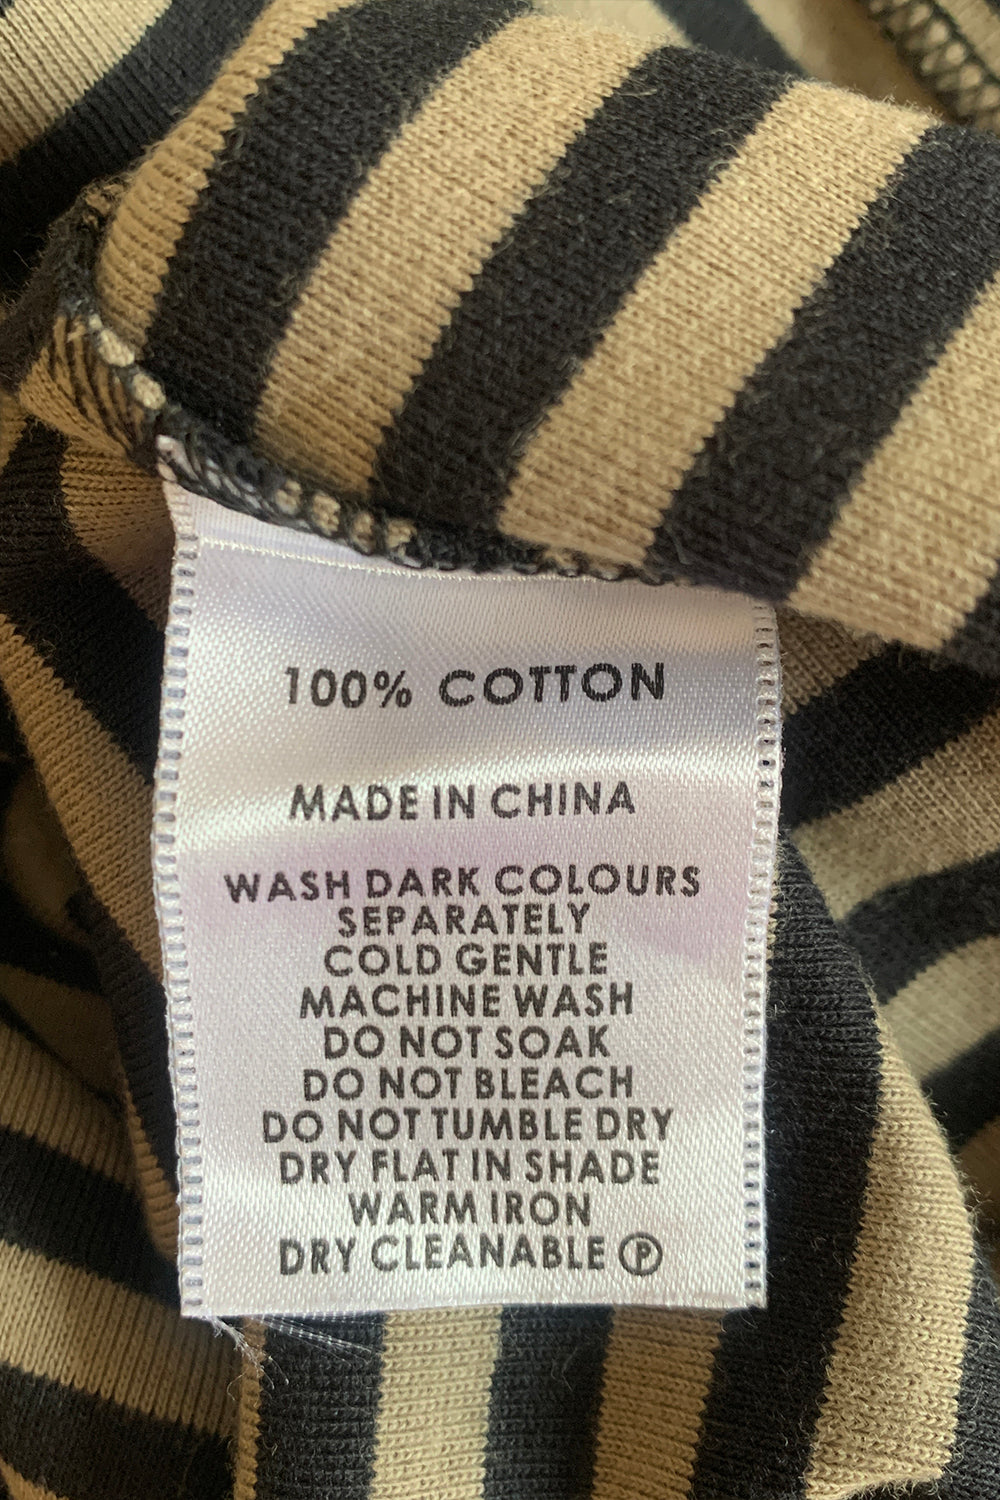 100% COTTON
MADE IN CHINA
WASH DARK COLOURS
SEPARATELY
COLD GENTLE
MACHINE WASH
DO NOT SOAK
DO NOT BLEACH
DO NOT TUMBLE DRY
DRY FLAT IN SHADE
WARM IRON
DRY CLEANABLE Ⓟ